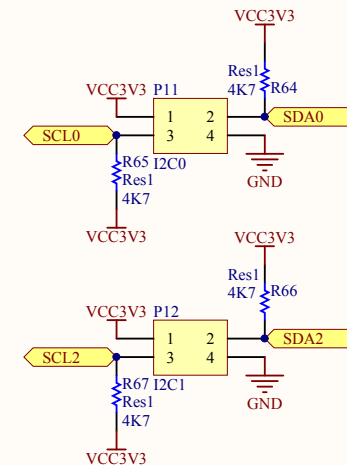 VCC3V3
VCC3V3
P11
Res1
4K7
R64
1
2
SDA0
SCL0
3
4
R65
I2C0
Res1
4K7
GND
VCC3V3
VCC3V3
Res1
4K7
R66
VCC3V3
P12
1
2
SDA2
SCL2
3
4
R67
I2C1
Res1
4K7
GND
VCC3V3